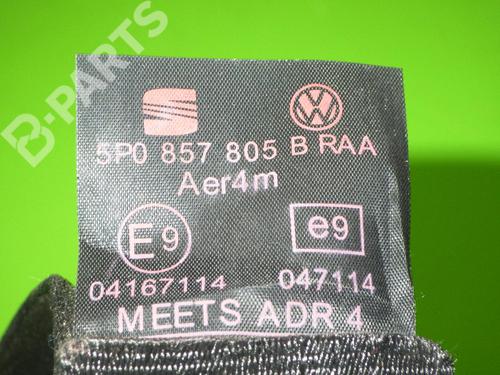 B-PARTS
5P0 857 805 B RAA
Aer4m
E9 e9
04167114 047114
MEETS ADR 4